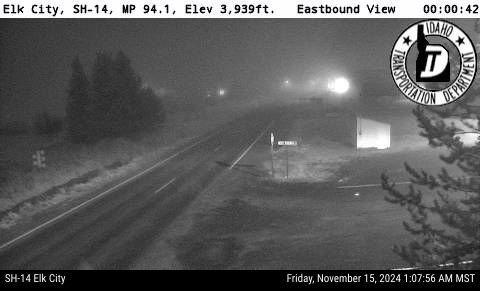 Elk City, SH-14, MP 94.1, Elev 3,939ft. Eastbound View 00:00:42
IDAHO
TRANSPORTATION DEPARTMENT
SH-14 Elk City
Friday, November 15, 2024 1:07:56 AM MST